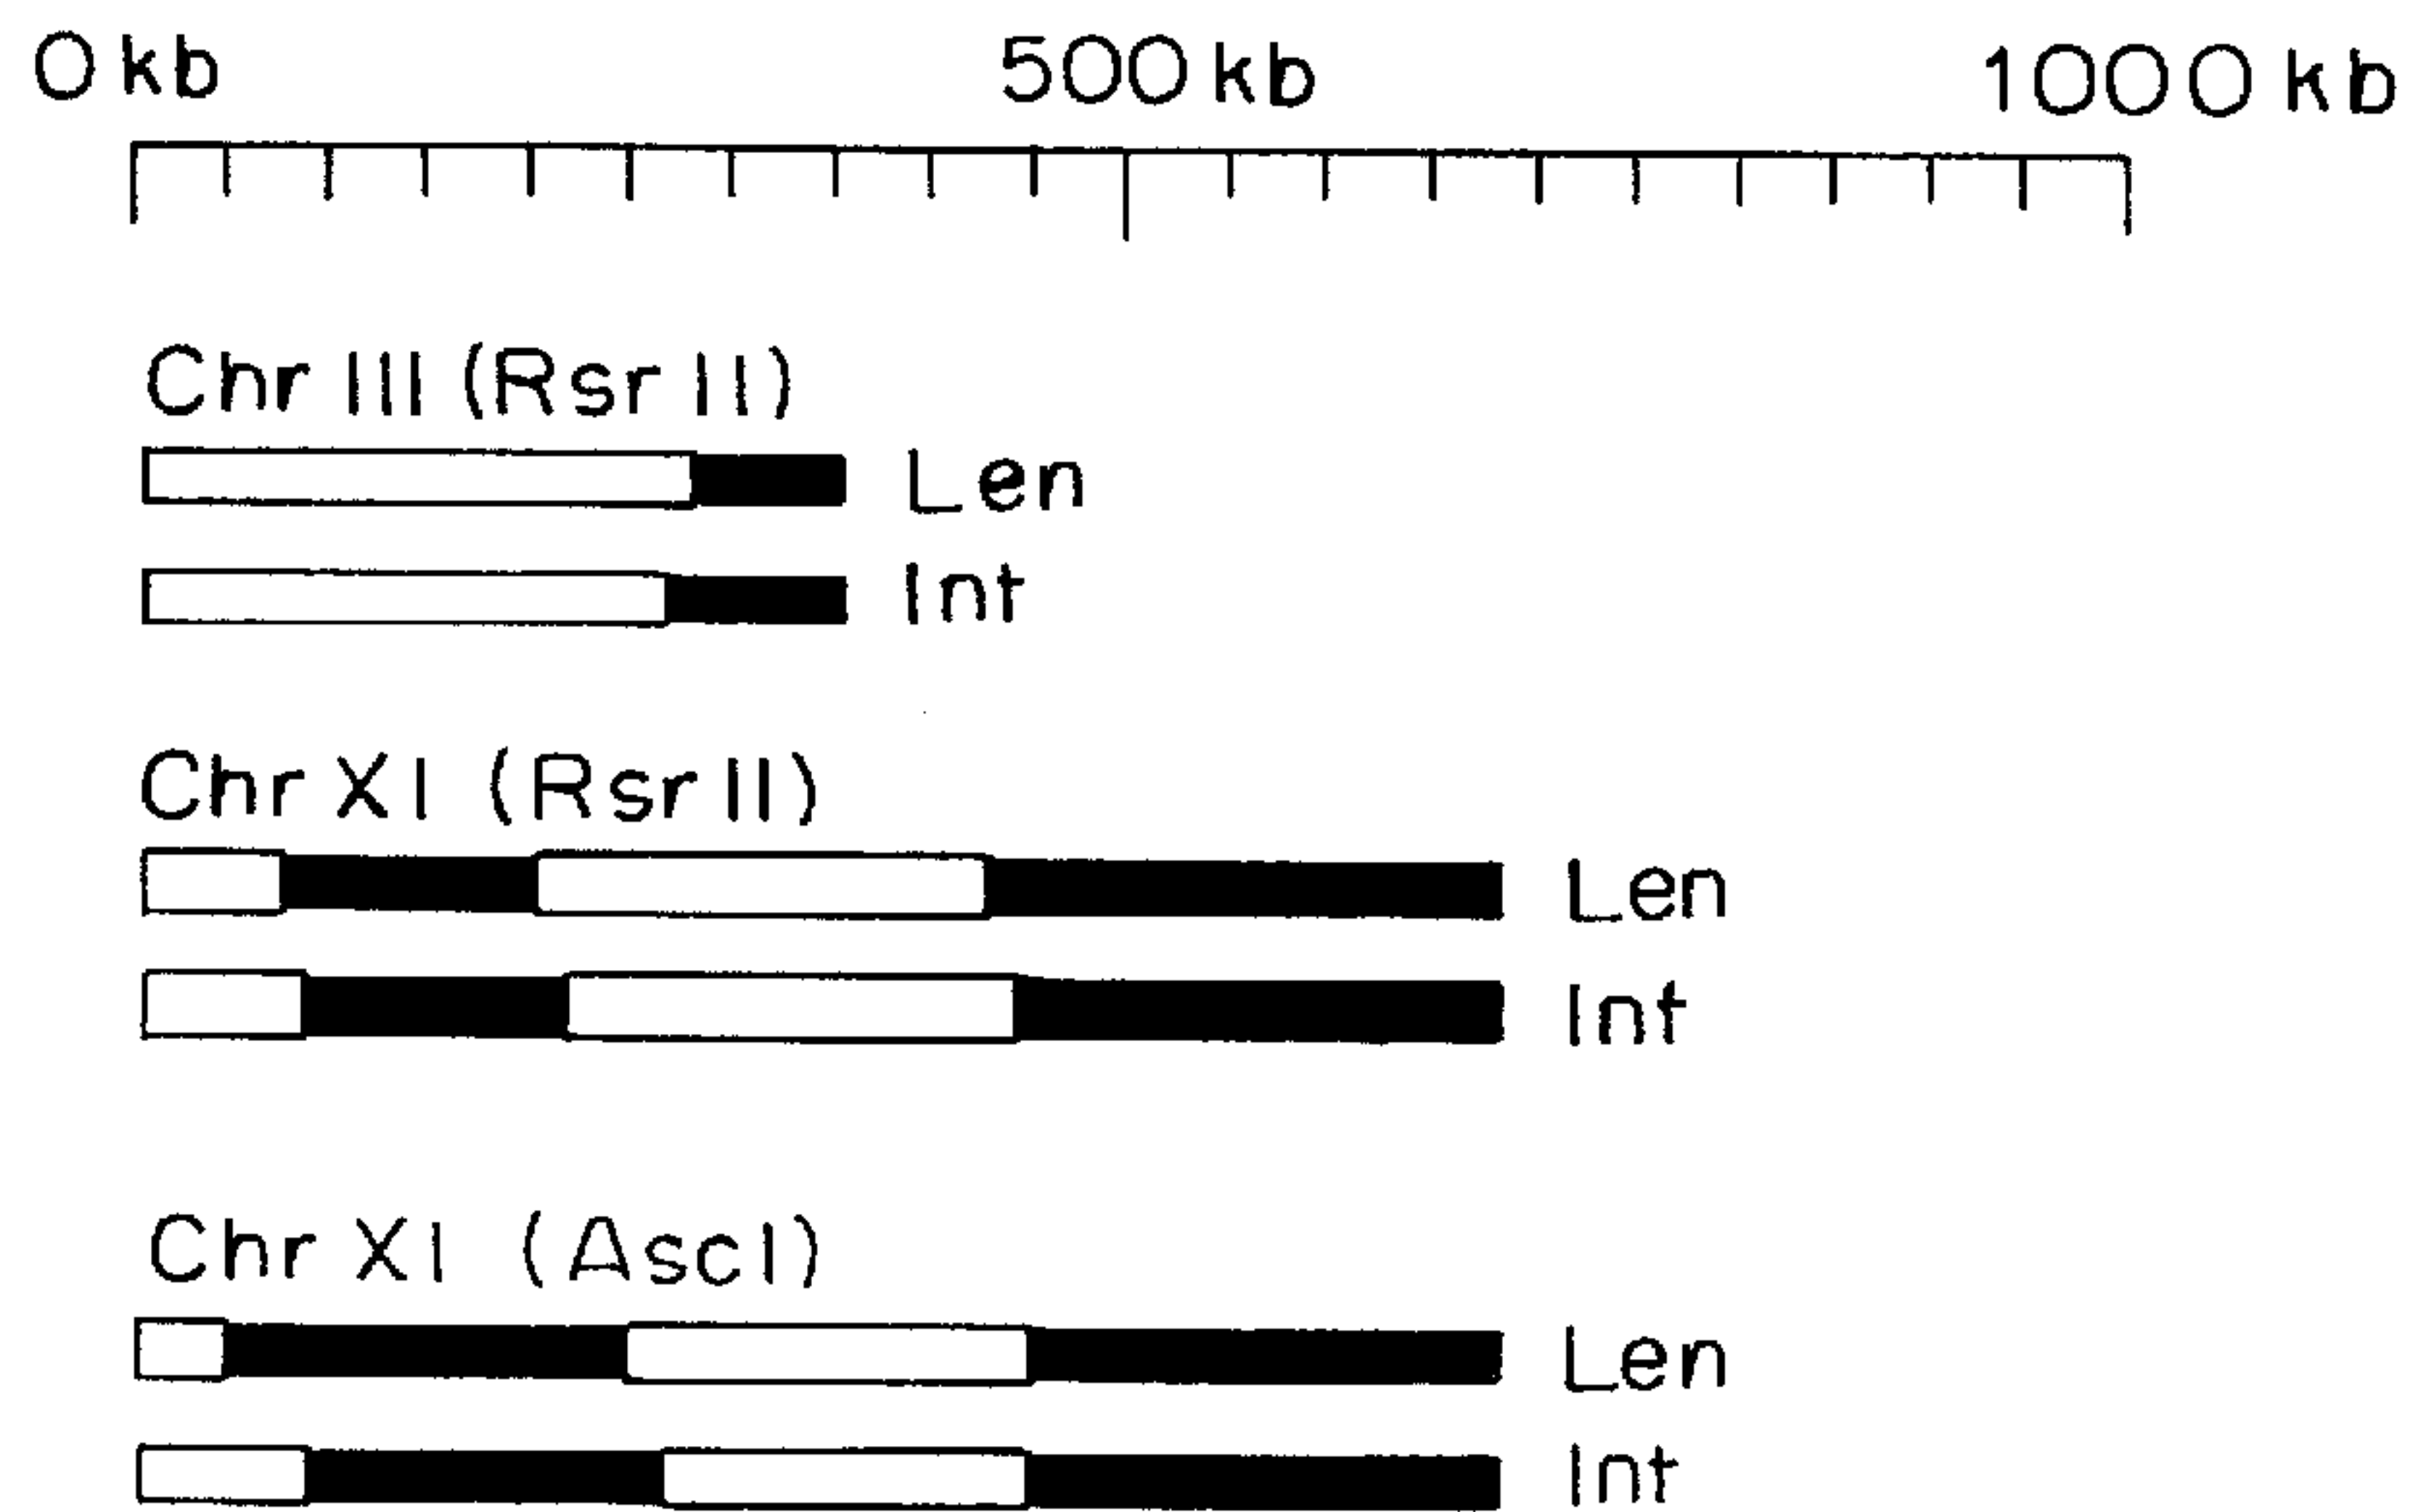 0 kb 500 kb 1000 kb
Chr III (Rsr II)
Len
Int
Chr XI (Rsr II)
Len
Int
Chr XI (AscI)
Len
Int